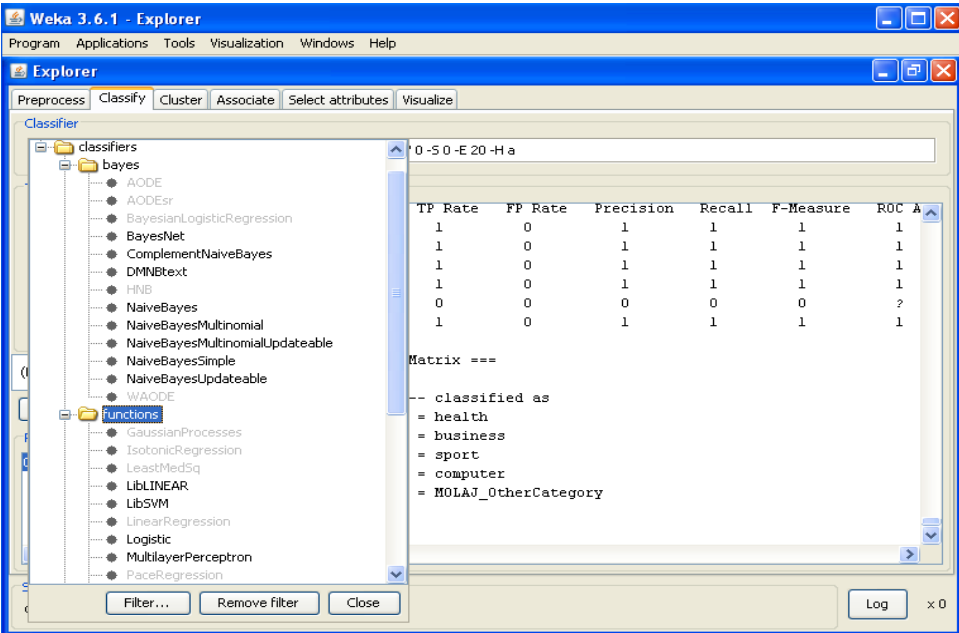 Weka 3.6.1 - Explorer
Program Applications Tools Visualization Windows Help
Explorer
Preprocess Classify Cluster Associate Select attributes Visualize
Classifier
classifiers
bayes
AODE
AODEsr
BayesianLogisticRegression
BayesNet
ComplementNaiveBayes
DMNBtext
HNB
NaiveBayes
NaiveBayesMultinomial
NaiveBayesMultinomialUpdateable
NaiveBayesSimple
NaiveBayesUpdateable
WAODE
functions
GaussianProcesses
IsotonicRegression
LeastMedSq
LibLINEAR
LibSVM
LinearRegression
Logistic
MultilayerPerceptron
PaceRegression
Filter... Remove filter Close
' 0 -S 0 -E 20 -H a
TP Rate FP Rate Precision Recall F-Measure ROC A
1 0 1 1 1 1
1 0 1 1 1 1
1 0 1 1 1 1
1 0 1 1 1 1
0 0 0 0 0 ?
1 0 1 1 1 1
Matrix ===
-- classified as
= health
= business
= sport
= computer
= MOLAJ_OtherCategory
Log x 0